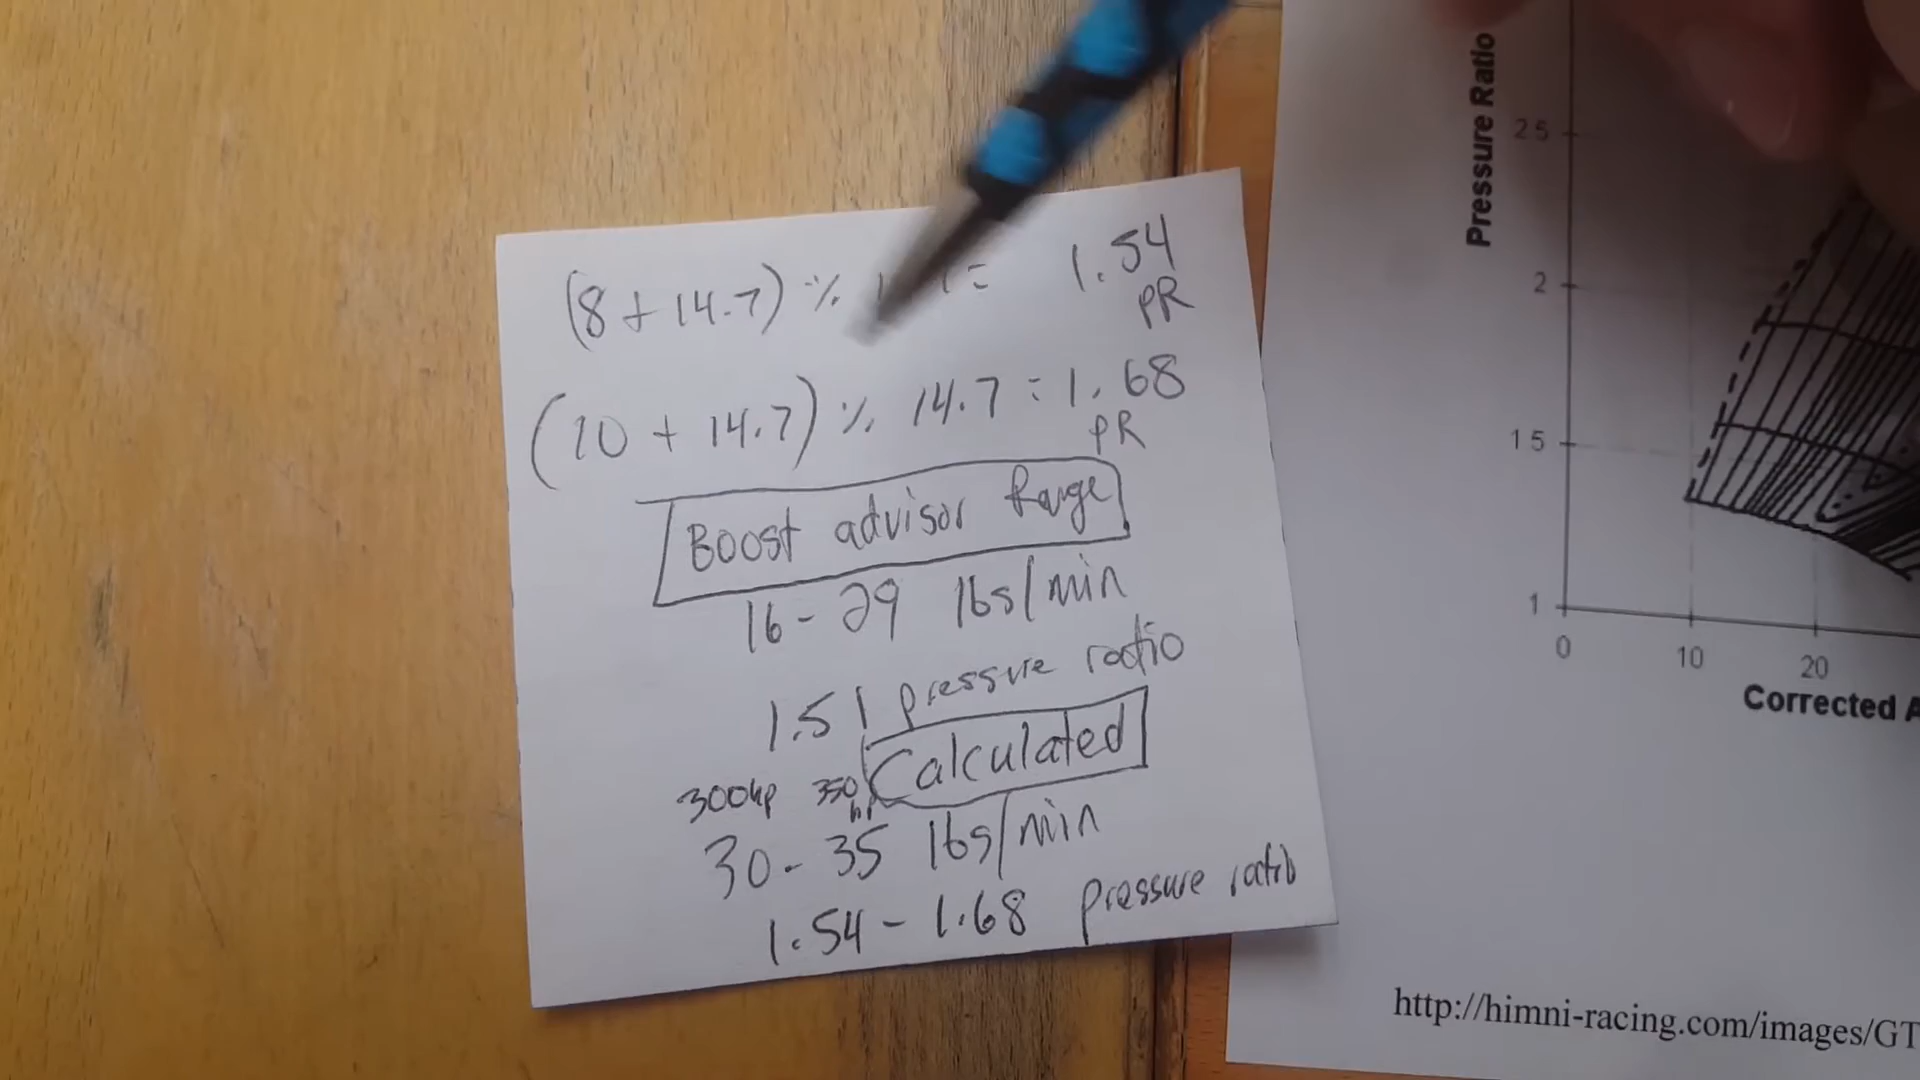 (8 + 14.7) % = 1.54
PR
(10 + 14.7) % 14.7 = 1.68
PR
Boost advisor Range
16 - 29 lbs/min
1.51 pressure ratio
Calculated
300hp 350 hp
30 - 35 lbs/min
1.54 - 1.68 pressure ratio
Pressure Ratio
2 5
2
1 5
1
0 10 20
Corrected A
http://himni-racing.com/images/GT